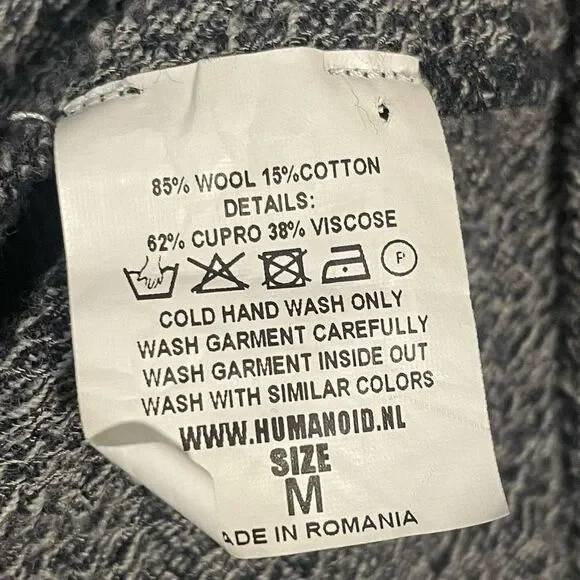 85% WOOL 15%COTTON
DETAILS:
62% CUPRO 38% VISCOSE
P
COLD HAND WASH ONLY
WASH GARMENT CAREFULLY
WASH GARMENT INSIDE OUT
WASH WITH SIMILAR COLORS
WWW.HUMANOID.NL
SIZE
M
ADE IN ROMANIA